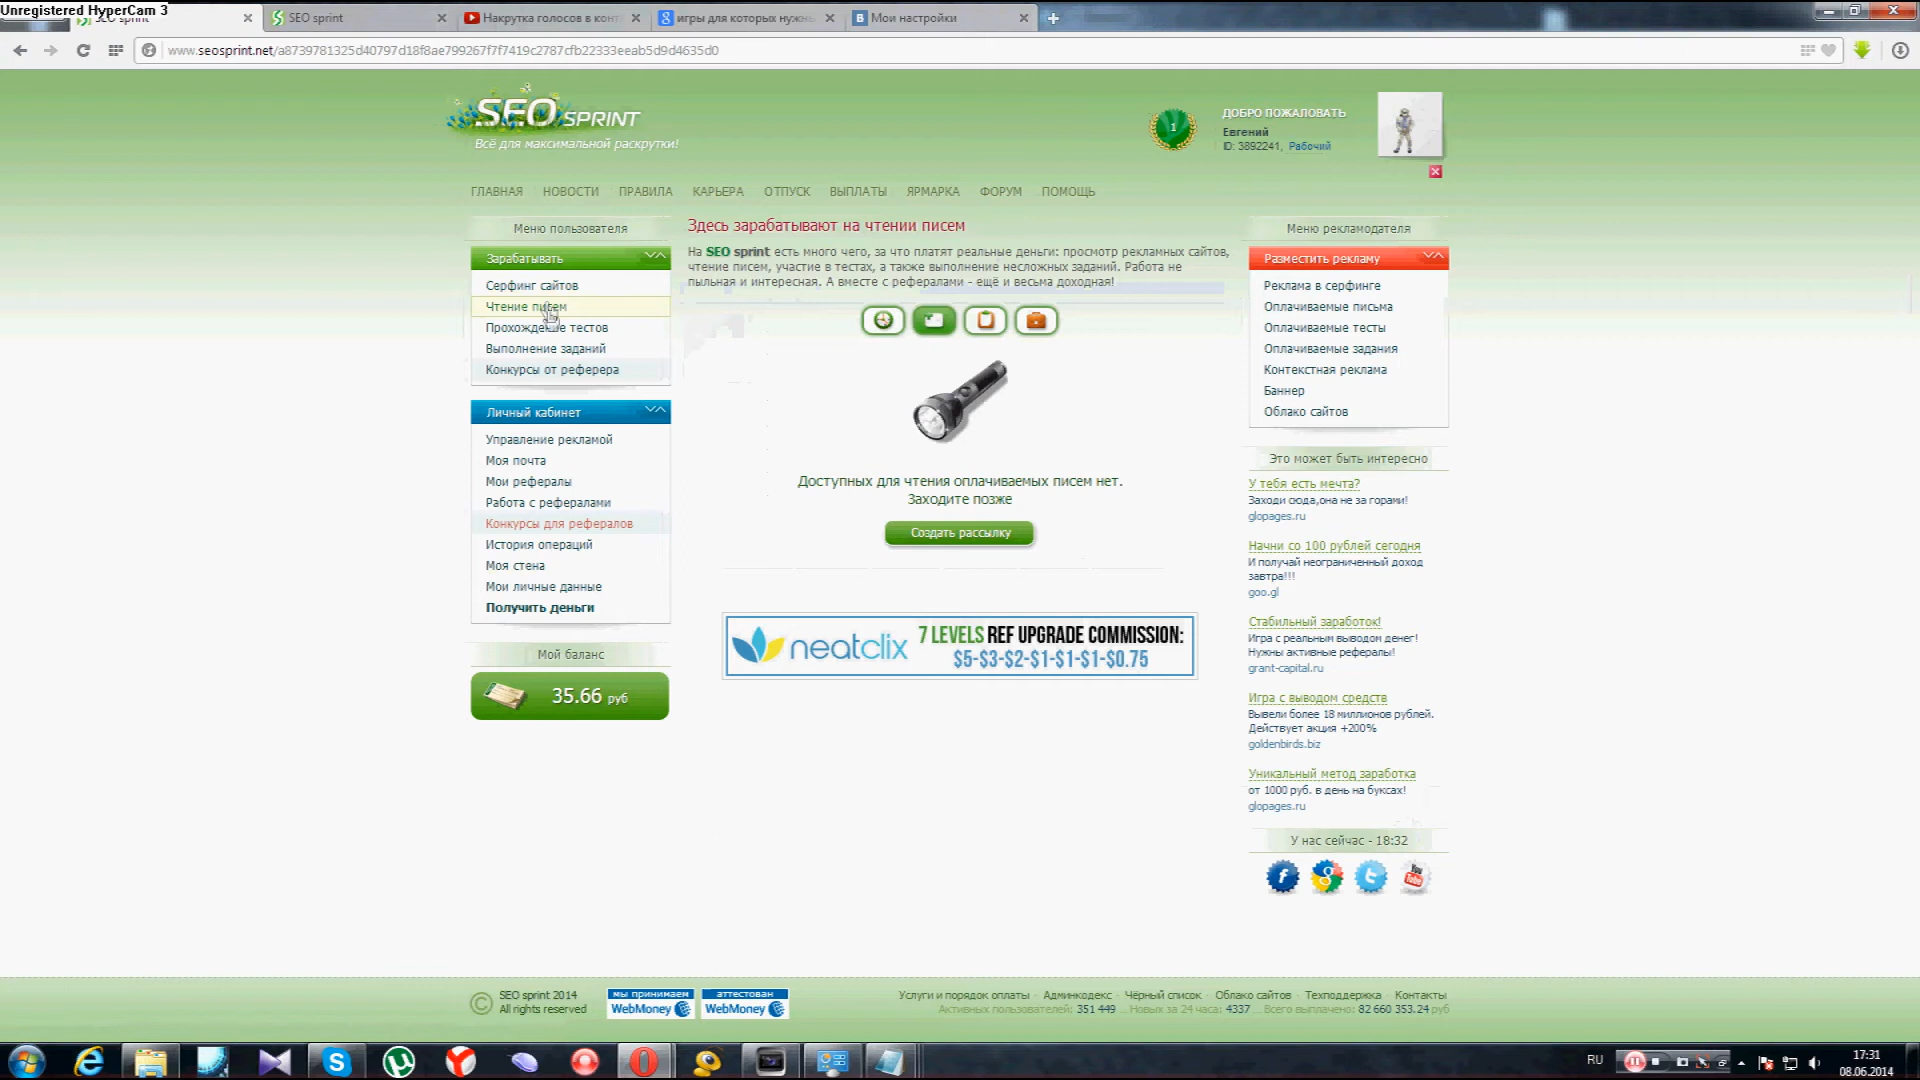 Unregistered HyperCam 3
SEO sprint
SEO sprint
Накрутка голосов в конт
игры для которых нужны
Мои настройки
www.seosprint.net/a8739781325d40797d18f8ae799267f7f7419c2787cfb22333eeab5d9d4635d0
SEO SPRINT
Всё для максимальной раскрутки!
1
ДОБРО ПОЖАЛОВАТЬ
Евгений
ID: 3892241, Рабочий
ГЛАВНАЯ НОВОСТИ ПРАВИЛА КАРЬЕРА ОТПУСК ВЫПЛАТЫ ЯРМАРКА ФОРУМ ПОМОЩЬ
Меню пользователя
Зарабатывать
Серфинг сайтов
Чтение писем
Прохождение тестов
Выполнение заданий
Конкурсы от реферера
Личный кабинет
Управление рекламой
Моя почта
Мои рефералы
Работа с рефералами
Конкурсы для рефералов
История операций
Моя стена
Мои личные данные
Получить деньги
Мой баланс
35.66 руб
Здесь зарабатывают на чтении писем
На SEO sprint есть много чего, за что платят реальные деньги: просмотр рекламных сайтов,
чтение писем, участие в тестах, а также выполнение несложных заданий. Работа не
пыльная и интересная. А вместе с рефералами - ещё и весьма доходная!
Доступных для чтения оплачиваемых писем нет.
Заходите позже
Создать рассылку
neatclix
7 LEVELS REF UPGRADE COMMISSION:
$5-$3-$2-$1-$1-$1-$0.75
Меню рекламодателя
Разместить рекламу
Реклама в серфинге
Оплачиваемые письма
Оплачиваемые тесты
Оплачиваемые задания
Контекстная реклама
Баннер
Облако сайтов
Это может быть интересно
У тебя есть мечта?
Заходи сюда,она не за горами!
glopages.ru
Начни со 100 рублей сегодня
И получай неограниченный доход
завтра!!!
goo.gl
Стабильный заработок!
Игра с реальным выводом денег!
Нужны активные рефералы!
grant-capital.ru
Игра с выводом средств
Вывели более 18 миллионов рублей.
Действует акция +200%
goldenbirds.biz
Уникальный метод заработка
от 1000 руб. в день на буксах!
glopages.ru
У нас сейчас - 18:32
You Tube
© SEO sprint 2014
All rights reserved
мы принимаем
WebMoney
аттестован
WebMoney
Услуги и порядок оплаты Админкодекс Чёрный список Облако сайтов Техподдержка Контакты
Активных пользователей: 351 449 Новых за 24 часа: 4337 Всего выплачено: 82 660 353.24 руб
RU
17:31
08.06.2014